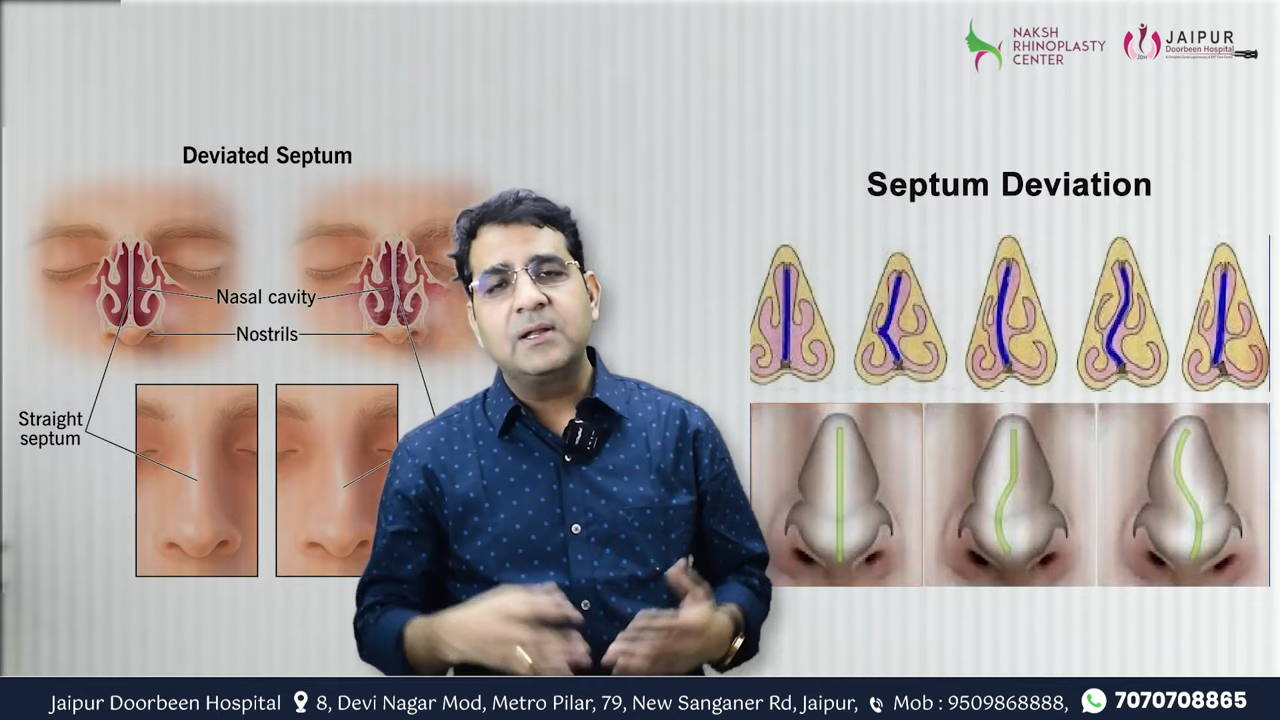 NAKSH
RHINOPLASTY
CENTER
JAIPUR
Doorbeen Hospital
Deviated Septum
Septum Deviation
Nasal cavity
Nostrils
Straight
septum
Jaipur Doorbeen Hospital 8, Devi Nagar Mod, Metro Pilar, 79, New Sanganer Rd, Jaipur, Mob : 9509868888, 7070708865